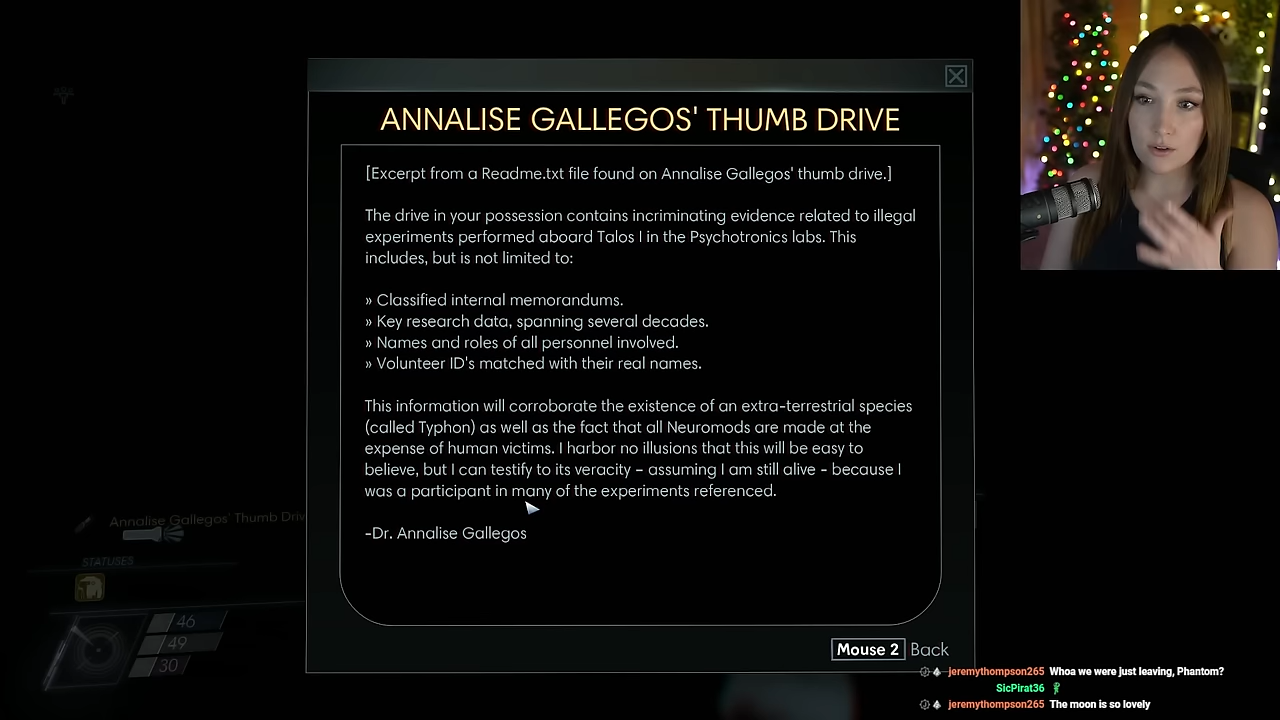 ANNALISE GALLEGOS' THUMB DRIVE
[Excerpt from a Readme.txt file found on Annalise Gallegos' thumb drive.]
The drive in your possession contains incriminating evidence related to illegal
experiments performed aboard Talos I in the Psychotronics labs. This
includes, but is not limited to:
» Classified internal memorandums.
» Key research data, spanning several decades.
» Names and roles of all personnel involved.
» Volunteer ID's matched with their real names.
This information will corroborate the existence of an extra-terrestrial species
(called Typhon) as well as the fact that all Neuromods are made at the
expense of human victims. I harbor no illusions that this will be easy to
believe, but I can testify to its veracity – assuming I am still alive – because I
was a participant in many of the experiments referenced.
-Dr. Annalise Gallegos
Annalise Gallegos' Thumb Driv
STATUSES
46
49
30
Mouse 2 Back
jeremythompson265 Whoa we were just leaving, Phantom?
SicPirat36
jeremythompson265 The moon is so lovely